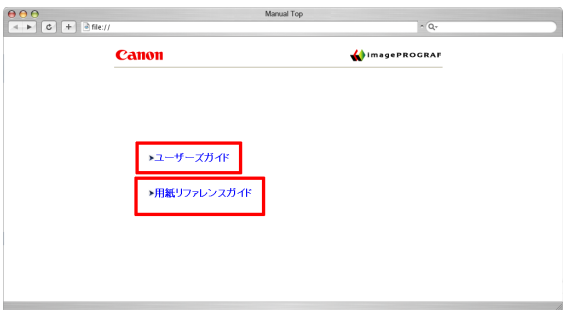 Manual Top
file://
Canon
imagePROGRAF
ユーザーズガイド
用紙リファレンスガイド